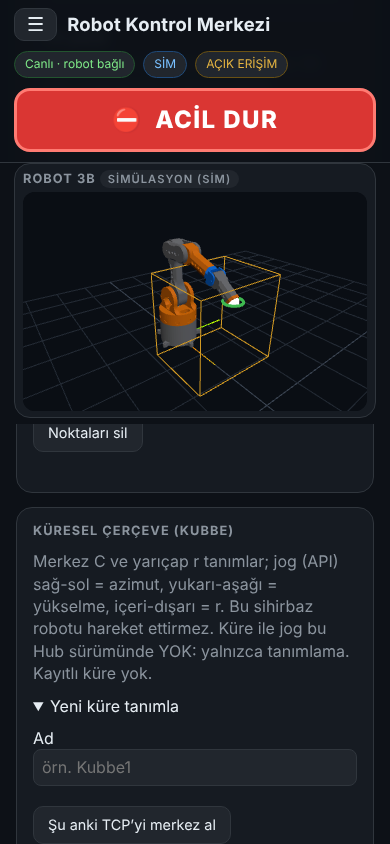 ☰ Robot Kontrol Merkezi
Canlı · robot bağlı SİM AÇIK ERİŞİM
⛔ ACİL DUR
ROBOT 3B SİMÜLASYON (SİM)
Noktaları sil
KÜRESEL ÇERÇEVE (KUBBE)
Merkez C ve yarıçap r tanımlar; jog (API)
sağ-sol = azimut, yukarı-aşağı =
yükselme, içeri-dışarı = r. Bu sihirbaz
robotu hareket ettirmez. Küre ile jog bu
Hub sürümünde YOK: yalnızca tanımlama.
Kayıtlı küre yok.
▼ Yeni küre tanımla
Ad
örn. Kubbe1
Şu anki TCP’yi merkez al